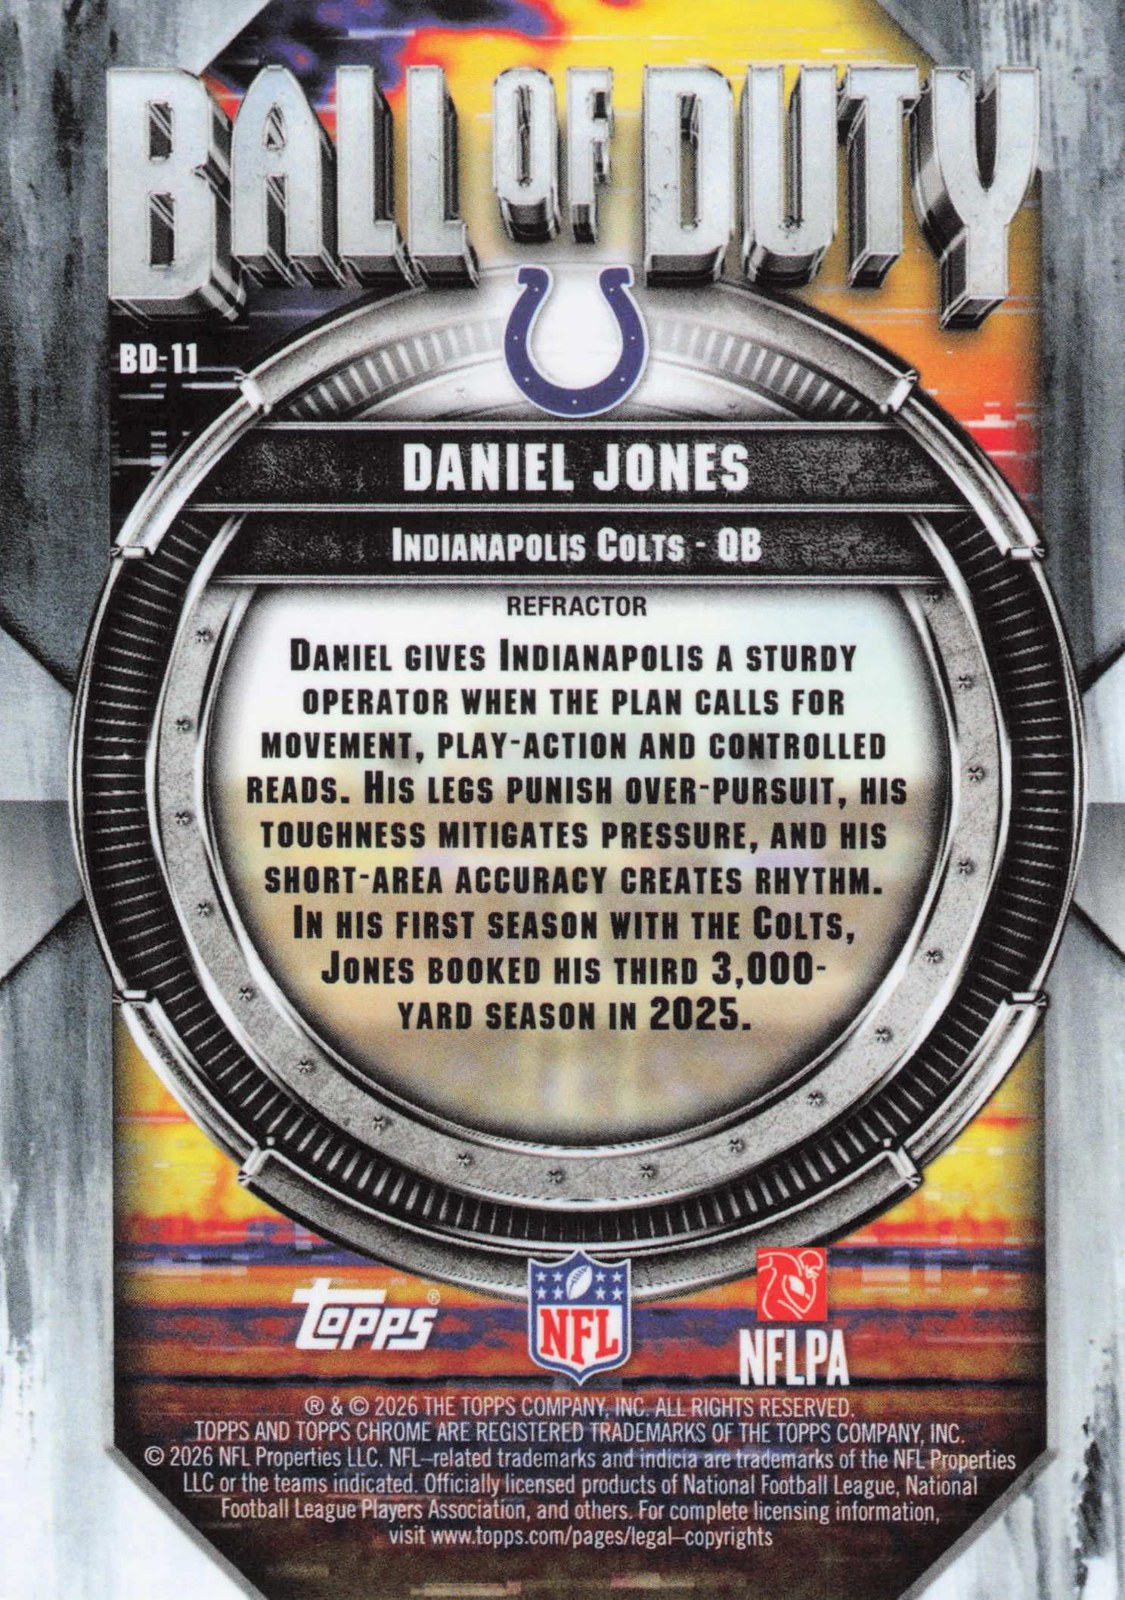 BALL OF DUTY
BD-11
DANIEL JONES
INDIANAPOLIS COLTS - QB
REFRACTOR
DANIEL GIVES INDIANAPOLIS A STURDY
OPERATOR WHEN THE PLAN CALLS FOR
MOVEMENT, PLAY-ACTION AND CONTROLLED
READS. HIS LEGS PUNISH OVER-PURSUIT, HIS
TOUGHNESS MITIGATES PRESSURE, AND HIS
SHORT-AREA ACCURACY CREATES RHYTHM.
IN HIS FIRST SEASON WITH THE COLTS,
JONES BOOKED HIS THIRD 3,000-
YARD SEASON IN 2025.
topps®
NFL
NFLPA
® & © 2026 THE TOPPS COMPANY, INC. ALL RIGHTS RESERVED.
TOPPS AND TOPPS CHROME ARE REGISTERED TRADEMARKS OF THE TOPPS COMPANY, INC.
© 2026 NFL Properties LLC. NFL-related trademarks and indicia are trademarks of the NFL Properties
LLC or the teams indicated. Officially licensed products of National Football League, National
Football League Players Association, and others. For complete licensing information,
visit www.topps.com/pages/legal-copyrights